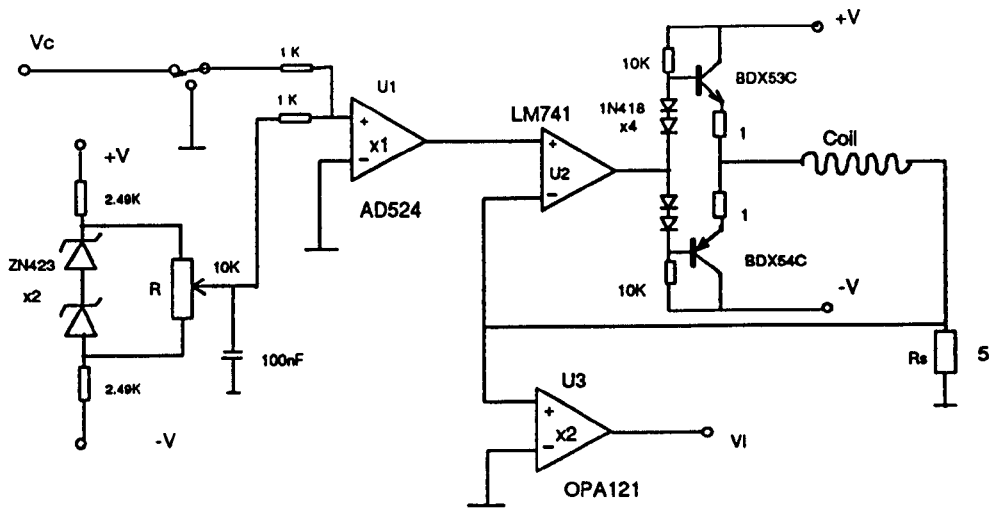 Vc
1 K
1 K
U1
+
x1
−
AD524
+V
2.49K
ZN423
x2
R
10K
100nF
2.49K
-V
LM741
+
U2
−
10K
1N418
x4
BDX53C
+V
1
Coil
1
BDX54C
10K
-V
Rs
5
U3
+
x2
−
VI
OPA121